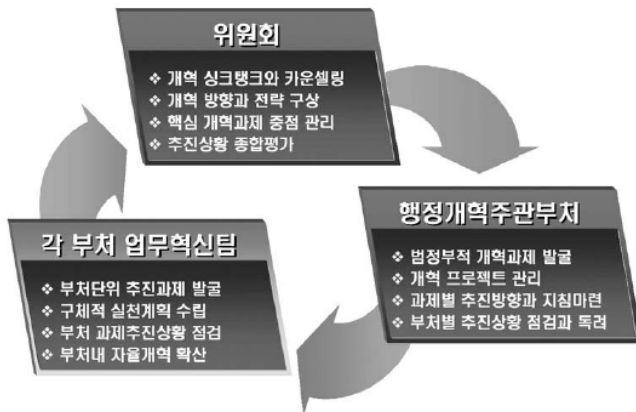 위원회
❖ 개혁 싱크탱크와 카운셀링
❖ 개혁 방향과 전략 구상
❖ 핵심 개혁과제 중점 관리
❖ 추진상황 종합평가
행정개혁주관부처
❖ 범정부적 개혁과제 발굴
❖ 개혁 프로젝트 관리
❖ 과제별 추진방향과 지침마련
❖ 부처별 추진상황 점검과 독려
각 부처 업무혁신팀
❖ 부처단위 추진과제 발굴
❖ 구체적 실천계획 수립
❖ 부처 과제추진상황 점검
❖ 부처내 자율개혁 확산